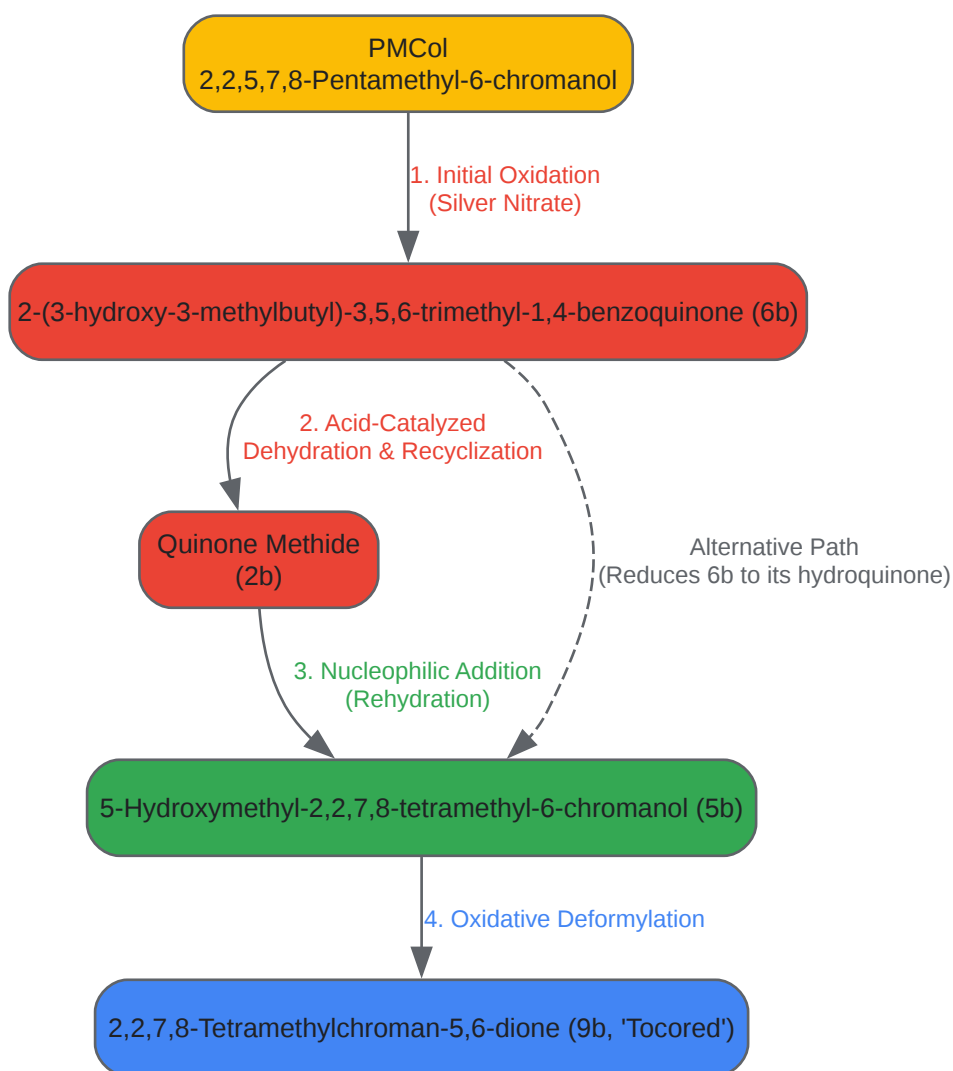 PMCol
2,2,5,7,8-Pentamethyl-6-chromanol
1. Initial Oxidation
(Silver Nitrate)
2-(3-hydroxy-3-methylbutyl)-3,5,6-trimethyl-1,4-benzoquinone (6b)
2. Acid-Catalyzed
Dehydration & Recyclization
Quinone Methide
(2b)
Alternative Path
(Reduces 6b to its hydroquinone)
3. Nucleophilic Addition
(Rehydration)
5-Hydroxymethyl-2,2,7,8-tetramethyl-6-chromanol (5b)
4. Oxidative Deformylation
2,2,7,8-Tetramethylchroman-5,6-dione (9b, 'Tocored')